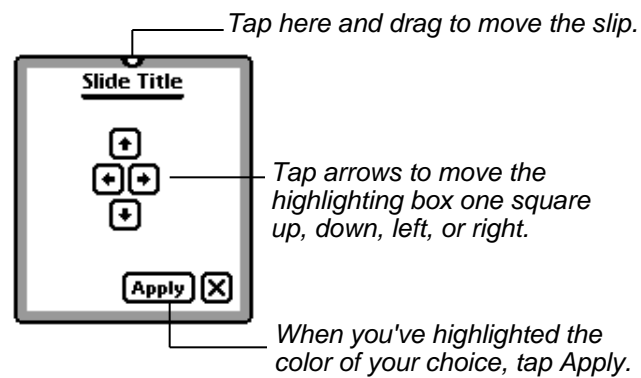 Tap here and drag to move the slip.
Slide Title
Tap arrows to move the
highlighting box one square
up, down, left, or right.
Apply
When you've highlighted the
color of your choice, tap Apply.